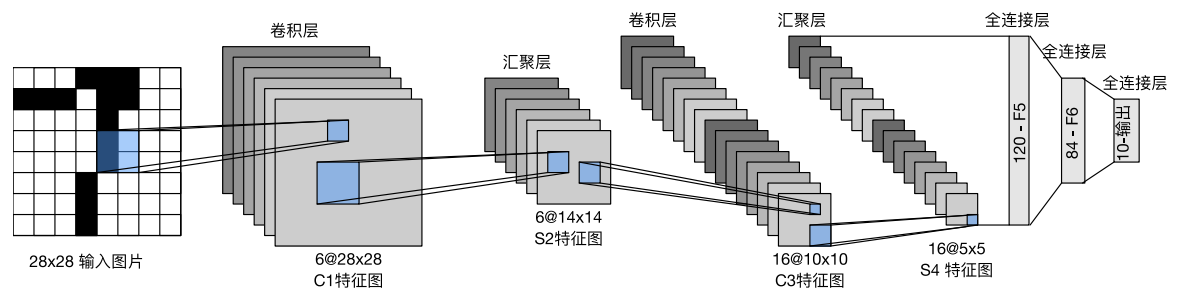 卷积层
汇聚层
卷积层
汇聚层
全连接层
全连接层
全连接层
120 - F5
84 - F6
10-输出
28x28 输入图片
6@28x28
C1特征图
6@14x14
S2特征图
16@10x10
C3特征图
16@5x5
S4 特征图